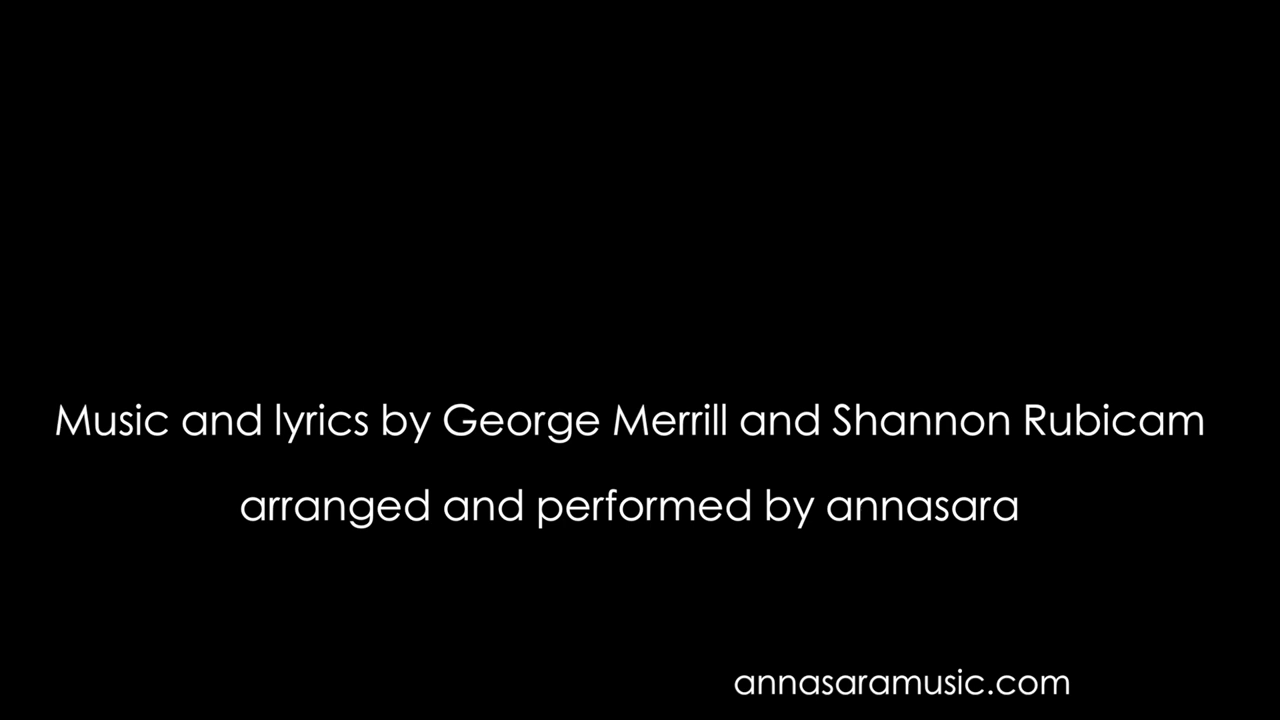 Music and lyrics by George Merrill and Shannon Rubicam
arranged and performed by annasara
annasaramusic.com